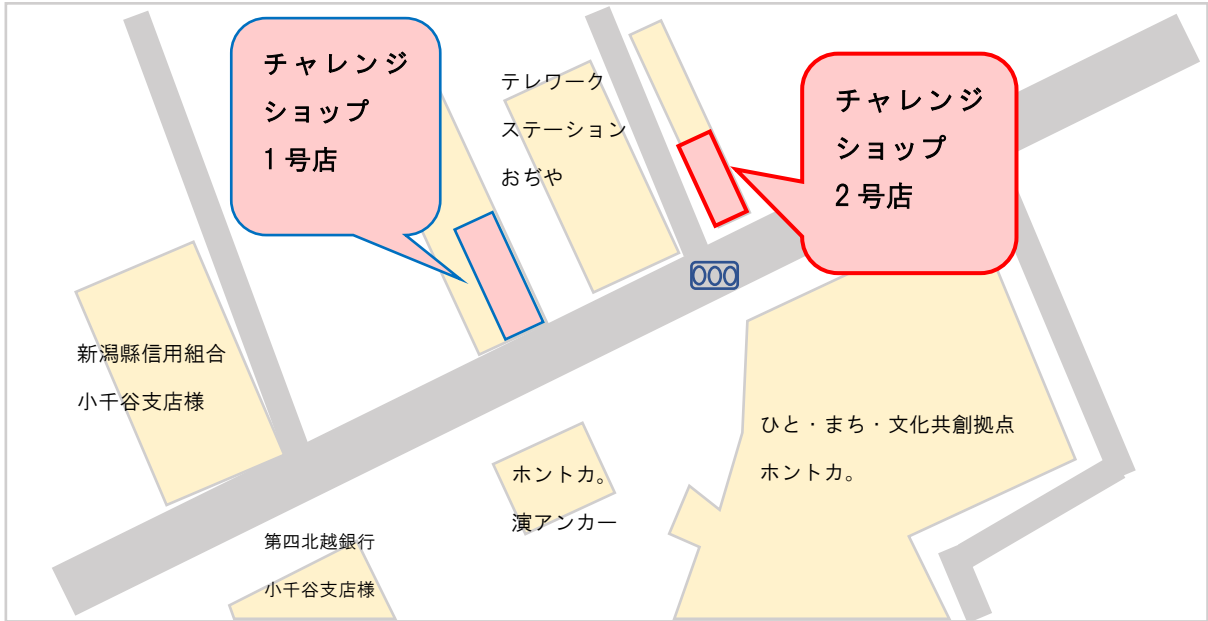 チャレンジ
ショップ
1号店
テレワーク
ステーション
おぢや
チャレンジ
ショップ
2号店
新潟縣信用組合
小千谷支店様
ひと・まち・文化共創拠点
ホントカ。
ホントカ。
演アンカー
第四北越銀行
小千谷支店様